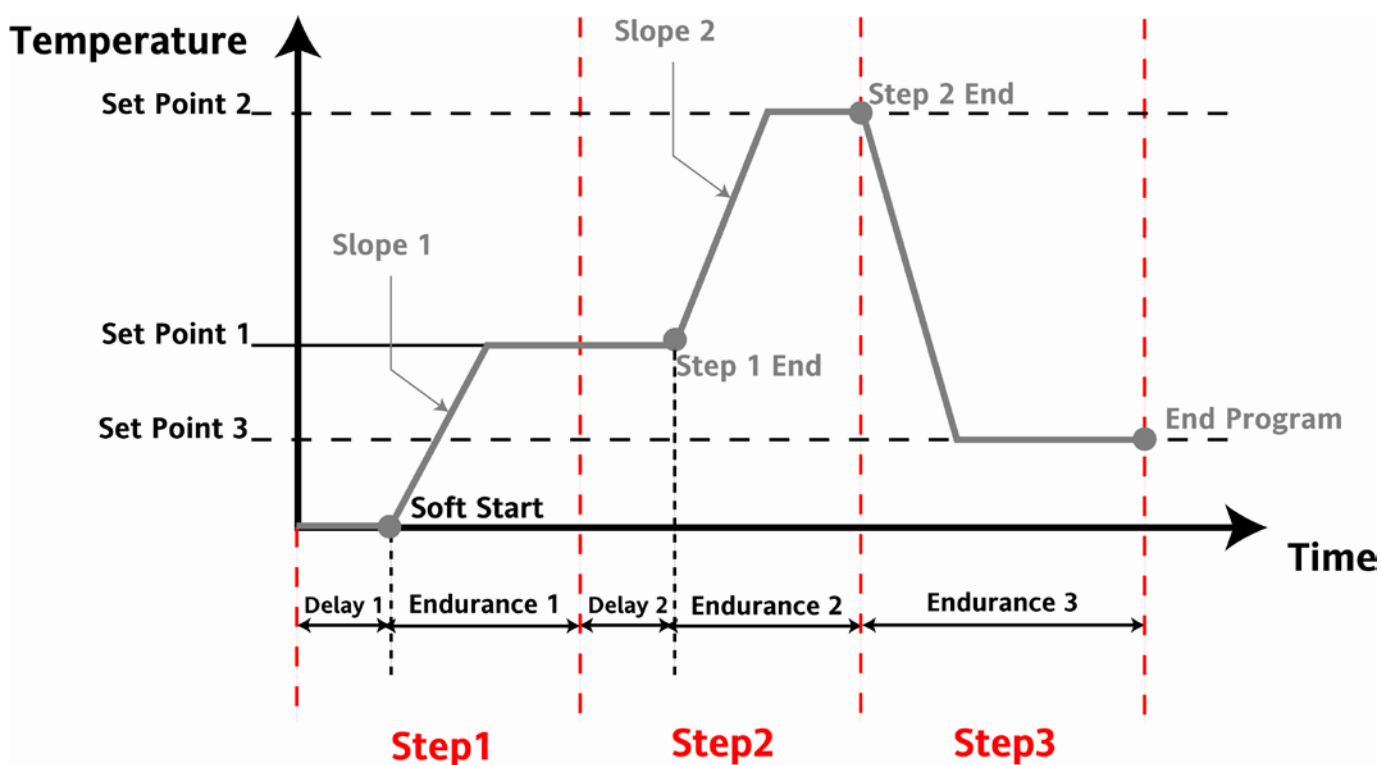 Temperature
Slope 2
Set Point 2
Step 2 End
Slope 1
Set Point 1
Step 1 End
Set Point 3
End Program
Soft Start
Time
Delay 1
Endurance 1
Delay 2
Endurance 2
Endurance 3
Step1
Step2
Step3